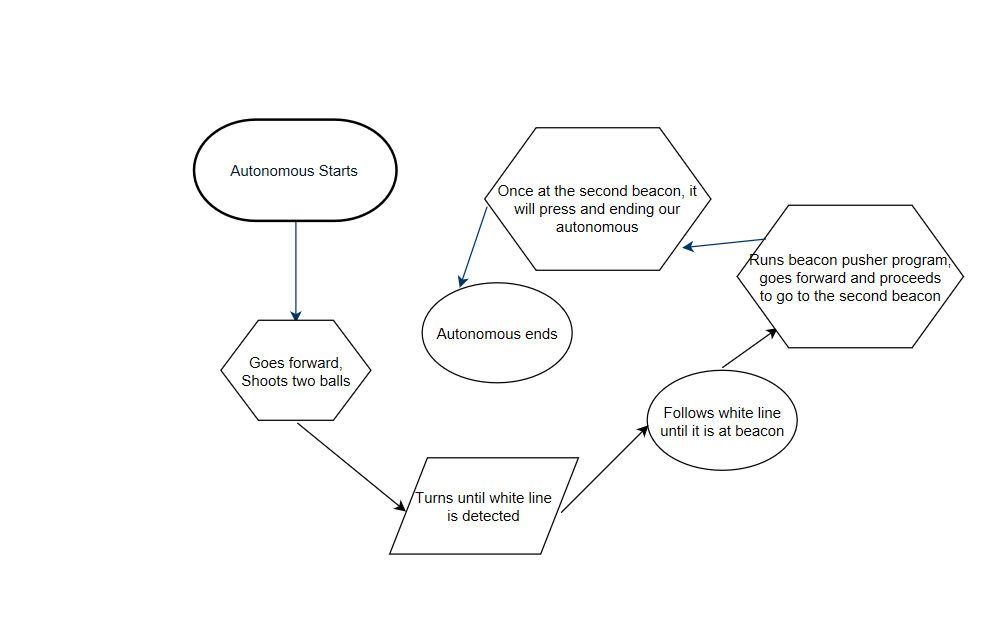 Autonomous Starts
Goes forward,
Shoots two balls
Turns until white line
is detected
Follows white line
until it is at beacon
Runs beacon pusher program,
goes forward and proceeds
to go to the second beacon
Once at the second beacon, it
will press and ending our
autonomous
Autonomous ends